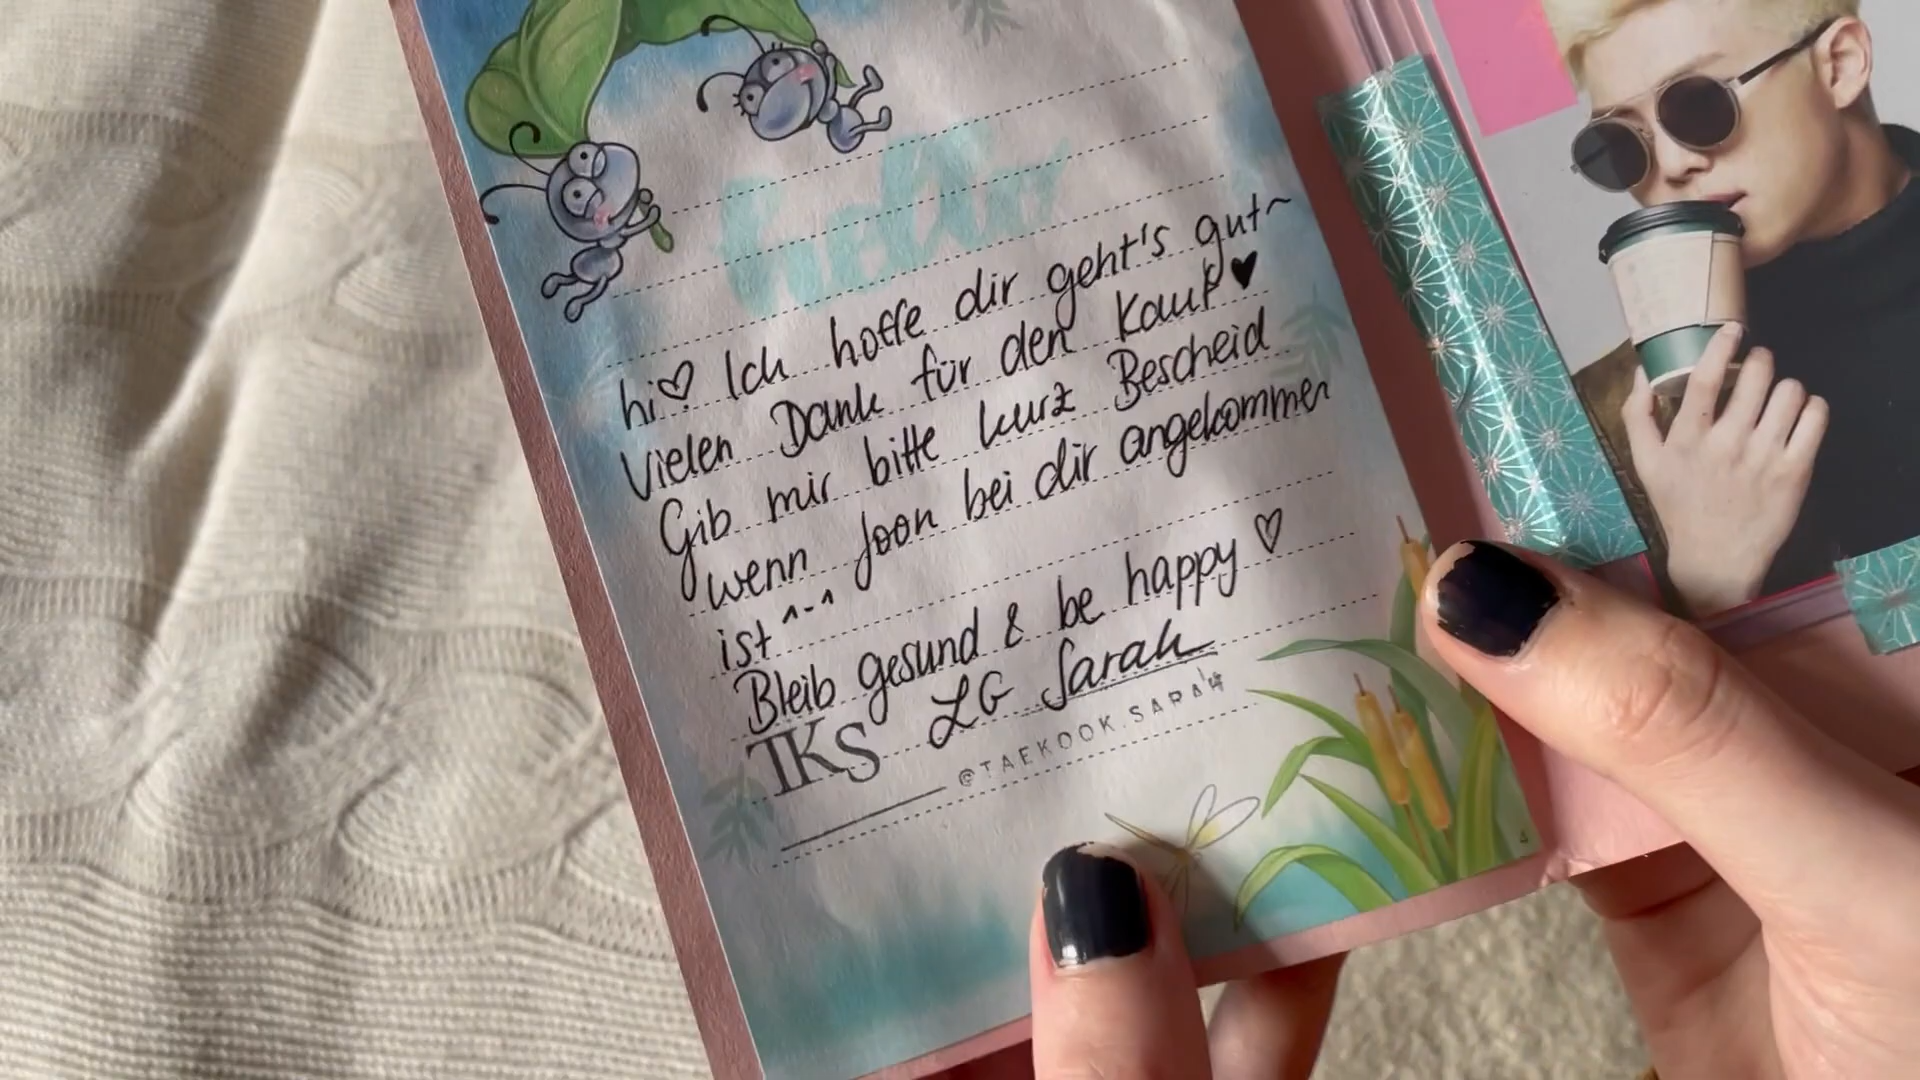 hello
hi♡ Ich hoffe dir geht's gut~
Vielen Dank für den Kauf♥
Gib mir bitte kurz Bescheid
wenn Joon bei dir angekommen
ist ^-^
Bleib gesund & be happy ♡
LG Sarah
TKS
@TAEKOOK.SARAH